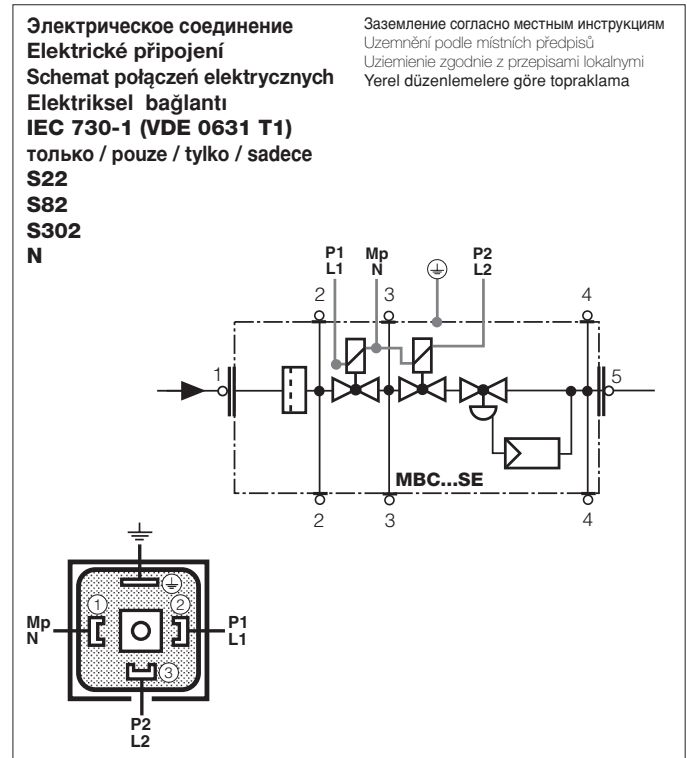 Электрическое соединение
Elektrické připojení
Schemat połączeń elektrycznych
Elektriksel bağlantı
IEC 730-1 (VDE 0631 T1)
только / pouze / tylko / sadece
S22
S82
S302
N
Заземление согласно местным инструкциям
Uzemnění podle místních předpisů
Uziemienie zgodnie z przepisami lokalnymi
Yerel düzenlemelere göre topraklama
P1 Mp P2
L1 N L2
2 3 4
1 5
MBC...SE
2 3 4
1 2
Mp P1
N L1
3
P2
L2